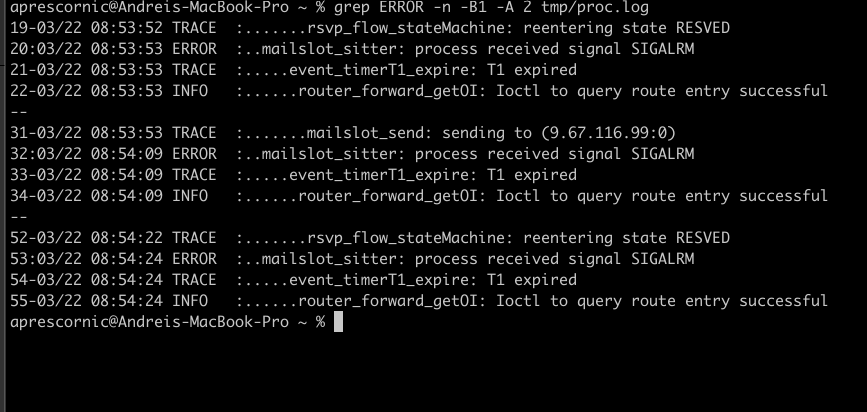 aprescornic@Andreis-MacBook-Pro ~ % grep ERROR -n -B1 -A 2 tmp/proc.log
19-03/22 08:53:52 TRACE  :.......rsvp_flow_stateMachine: reentering state RESVED
20:03/22 08:53:53 ERROR  :..mailslot_sitter: process received signal SIGALRM
21-03/22 08:53:53 TRACE  :.....event_timerT1_expire: T1 expired
22-03/22 08:53:53 INFO   :......router_forward_getOI: Ioctl to query route entry successful
--
31-03/22 08:53:53 TRACE  :.......mailslot_send: sending to (9.67.116.99:0)
32:03/22 08:54:09 ERROR  :..mailslot_sitter: process received signal SIGALRM
33-03/22 08:54:09 TRACE  :.....event_timerT1_expire: T1 expired
34-03/22 08:54:09 INFO   :......router_forward_getOI: Ioctl to query route entry successful
--
52-03/22 08:54:22 TRACE  :.......rsvp_flow_stateMachine: reentering state RESVED
53:03/22 08:54:24 ERROR  :..mailslot_sitter: process received signal SIGALRM
54-03/22 08:54:24 TRACE  :.....event_timerT1_expire: T1 expired
55-03/22 08:54:24 INFO   :......router_forward_getOI: Ioctl to query route entry successful
aprescornic@Andreis-MacBook-Pro ~ %